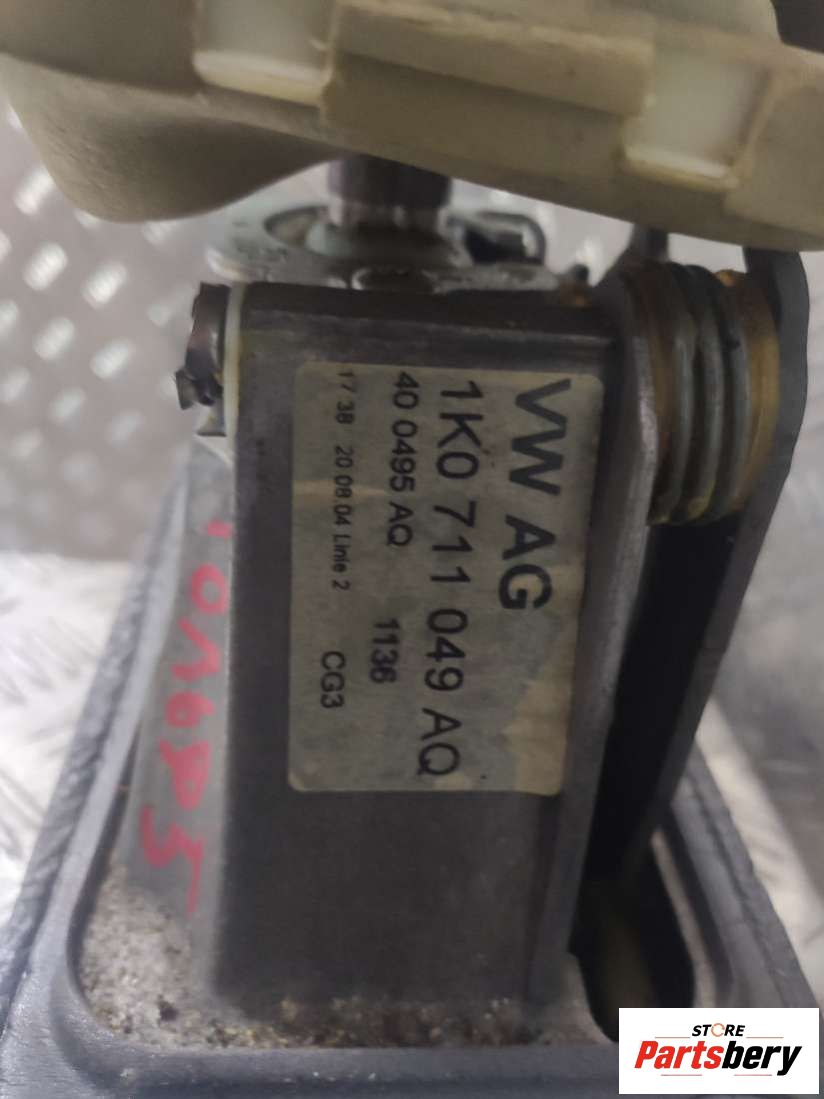 VW AG
1K0 711 049 AQ
40 0495 AQ 1136
17 38 20 08.04 Linie 2 CG3
STORE
Partsbery